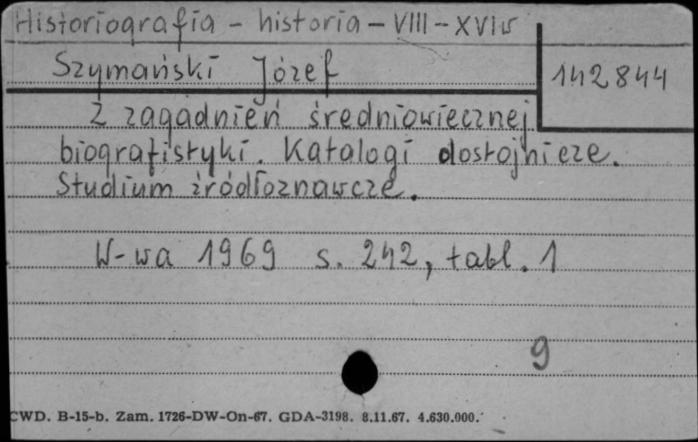 Historiografia - historia - VIII - XVI w
Szymański Józef
142844
Z zagadnień średniowiecznej
biografistyki. Katalogi dostojnicze.
Studium źródłoznawcze.
W-wa 1969 s. 242, tabl. 1
9
CWD. B-15-b. Zam. 1726-DW-On-67. GDA-3198. 8.11.67. 4.630.000.